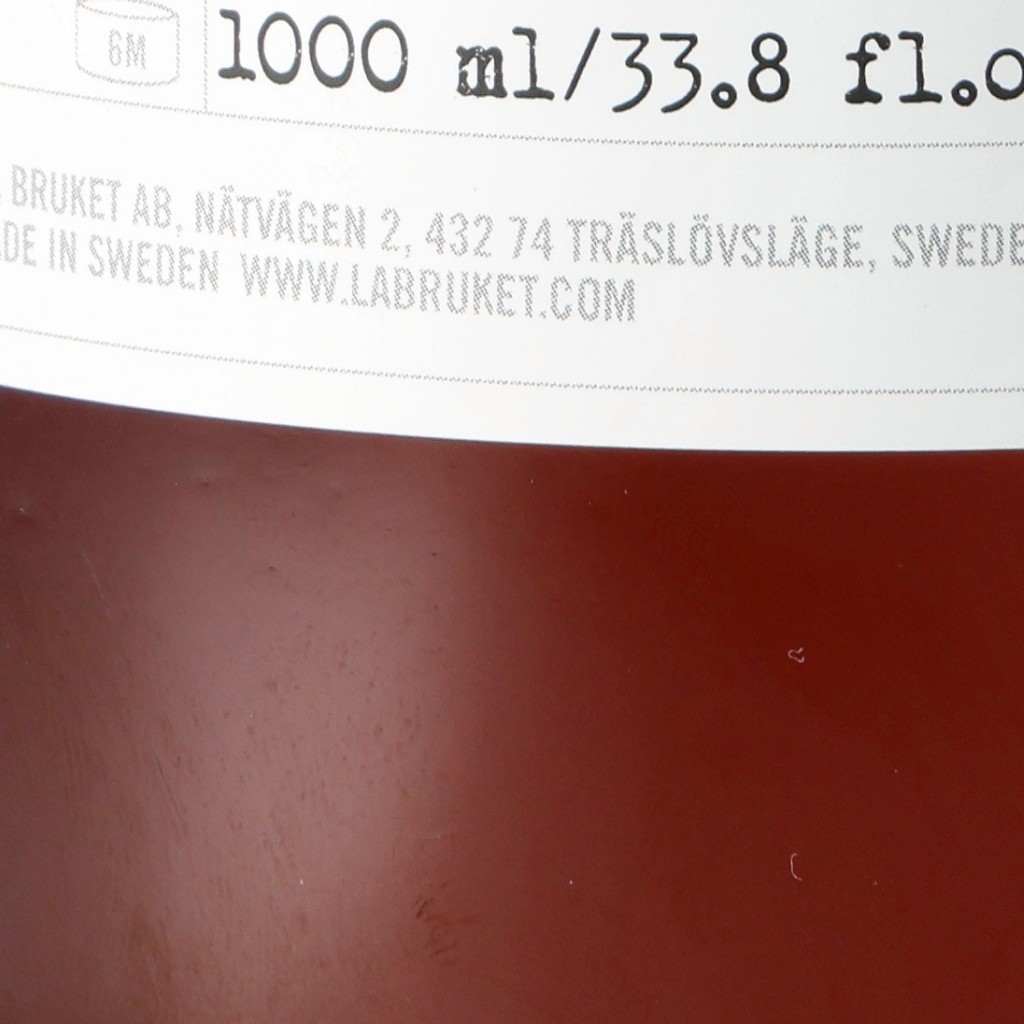 6M
1000 ml/33.8 fl.o
BRUKET AB, NÄTVÄGEN 2, 432 74 TRÄSLÖVSLÄGE, SWEDE
DE IN SWEDEN WWW.LABRUKET.COM